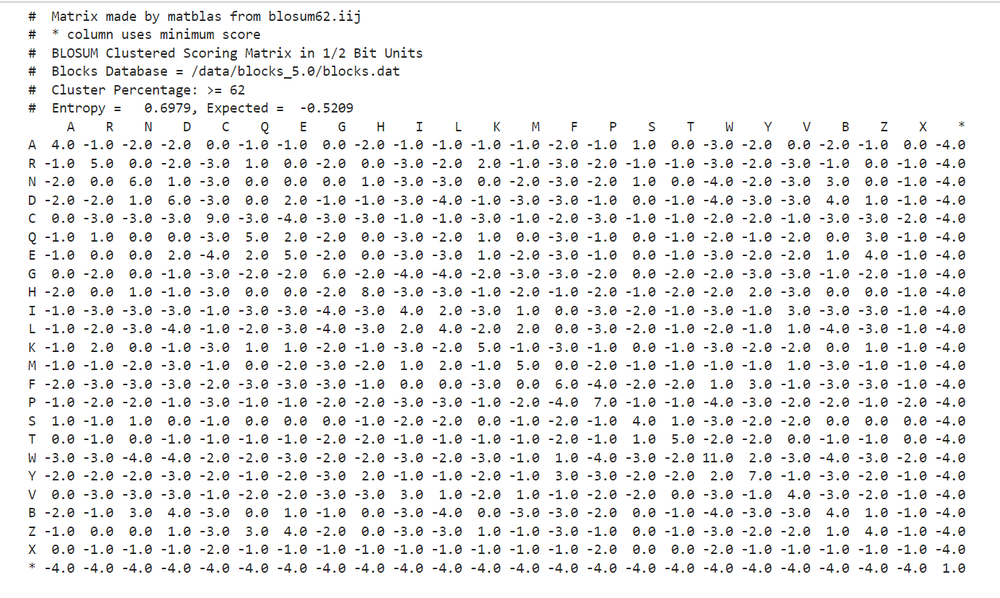 #  Matrix made by matblas from blosum62.iij
#  * column uses minimum score
#  BLOSUM Clustered Scoring Matrix in 1/2 Bit Units
#  Blocks Database = /data/blocks_5.0/blocks.dat
#  Cluster Percentage: >= 62
#  Entropy =   0.6979, Expected =  -0.5209
     A    R    N    D    C    Q    E    G    H    I    L    K    M    F    P    S    T    W    Y    V    B    Z    X    *
A  4.0 -1.0 -2.0 -2.0  0.0 -1.0 -1.0  0.0 -2.0 -1.0 -1.0 -1.0 -1.0 -2.0 -1.0  1.0  0.0 -3.0 -2.0  0.0 -2.0 -1.0  0.0 -4.0
R -1.0  5.0  0.0 -2.0 -3.0  1.0  0.0 -2.0  0.0 -3.0 -2.0  2.0 -1.0 -3.0 -2.0 -1.0 -1.0 -3.0 -2.0 -3.0 -1.0  0.0 -1.0 -4.0
N -2.0  0.0  6.0  1.0 -3.0  0.0  0.0  0.0  1.0 -3.0 -3.0  0.0 -2.0 -3.0 -2.0  1.0  0.0 -4.0 -2.0 -3.0  3.0  0.0 -1.0 -4.0
D -2.0 -2.0  1.0  6.0 -3.0  0.0  2.0 -1.0 -1.0 -3.0 -4.0 -1.0 -3.0 -3.0 -1.0  0.0 -1.0 -4.0 -3.0 -3.0  4.0  1.0 -1.0 -4.0
C  0.0 -3.0 -3.0 -3.0  9.0 -3.0 -4.0 -3.0 -3.0 -1.0 -1.0 -3.0 -1.0 -2.0 -3.0 -1.0 -1.0 -2.0 -2.0 -1.0 -3.0 -3.0 -2.0 -4.0
Q -1.0  1.0  0.0  0.0 -3.0  5.0  2.0 -2.0  0.0 -3.0 -2.0  1.0  0.0 -3.0 -1.0  0.0 -1.0 -2.0 -1.0 -2.0  0.0  3.0 -1.0 -4.0
E -1.0  0.0  0.0  2.0 -4.0  2.0  5.0 -2.0  0.0 -3.0 -3.0  1.0 -2.0 -3.0 -1.0  0.0 -1.0 -3.0 -2.0 -2.0  1.0  4.0 -1.0 -4.0
G  0.0 -2.0  0.0 -1.0 -3.0 -2.0 -2.0  6.0 -2.0 -4.0 -4.0 -2.0 -3.0 -3.0 -2.0  0.0 -2.0 -2.0 -3.0 -3.0 -1.0 -2.0 -1.0 -4.0
H -2.0  0.0  1.0 -1.0 -3.0  0.0  0.0 -2.0  8.0 -3.0 -3.0 -1.0 -2.0 -1.0 -2.0 -1.0 -2.0 -2.0  2.0 -3.0  0.0  0.0 -1.0 -4.0
I -1.0 -3.0 -3.0 -3.0 -1.0 -3.0 -3.0 -4.0 -3.0  4.0  2.0 -3.0  1.0  0.0 -3.0 -2.0 -1.0 -3.0 -1.0  3.0 -3.0 -3.0 -1.0 -4.0
L -1.0 -2.0 -3.0 -4.0 -1.0 -2.0 -3.0 -4.0 -3.0  2.0  4.0 -2.0  2.0  0.0 -3.0 -2.0 -1.0 -2.0 -1.0  1.0 -4.0 -3.0 -1.0 -4.0
K -1.0  2.0  0.0 -1.0 -3.0  1.0  1.0 -2.0 -1.0 -3.0 -2.0  5.0 -1.0 -3.0 -1.0  0.0 -1.0 -3.0 -2.0 -2.0  0.0  1.0 -1.0 -4.0
M -1.0 -1.0 -2.0 -3.0 -1.0  0.0 -2.0 -3.0 -2.0  1.0  2.0 -1.0  5.0  0.0 -2.0 -1.0 -1.0 -1.0 -1.0  1.0 -3.0 -1.0 -1.0 -4.0
F -2.0 -3.0 -3.0 -3.0 -2.0 -3.0 -3.0 -3.0 -1.0  0.0  0.0 -3.0  0.0  6.0 -4.0 -2.0 -2.0  1.0  3.0 -1.0 -3.0 -3.0 -1.0 -4.0
P -1.0 -2.0 -2.0 -1.0 -3.0 -1.0 -1.0 -2.0 -2.0 -3.0 -3.0 -1.0 -2.0 -4.0  7.0 -1.0 -1.0 -4.0 -3.0 -2.0 -2.0 -1.0 -2.0 -4.0
S  1.0 -1.0  1.0  0.0 -1.0  0.0  0.0  0.0 -1.0 -2.0 -2.0  0.0 -1.0 -2.0 -1.0  4.0  1.0 -3.0 -2.0 -2.0  0.0  0.0  0.0 -4.0
T  0.0 -1.0  0.0 -1.0 -1.0 -1.0 -1.0 -2.0 -2.0 -1.0 -1.0 -1.0 -1.0 -2.0 -1.0  1.0  5.0 -2.0 -2.0  0.0 -1.0 -1.0  0.0 -4.0
W -3.0 -3.0 -4.0 -4.0 -2.0 -2.0 -3.0 -2.0 -2.0 -3.0 -2.0 -3.0 -1.0  1.0 -4.0 -3.0 -2.0 11.0  2.0 -3.0 -4.0 -3.0 -2.0 -4.0
Y -2.0 -2.0 -2.0 -3.0 -2.0 -1.0 -2.0 -3.0  2.0 -1.0 -1.0 -2.0 -1.0  3.0 -3.0 -2.0 -2.0  2.0  7.0 -1.0 -3.0 -2.0 -1.0 -4.0
V  0.0 -3.0 -3.0 -3.0 -1.0 -2.0 -2.0 -3.0 -3.0  3.0  1.0 -2.0  1.0 -1.0 -2.0 -2.0  0.0 -3.0 -1.0  4.0 -3.0 -2.0 -1.0 -4.0
B -2.0 -1.0  3.0  4.0 -3.0  0.0  1.0 -1.0  0.0 -3.0 -4.0  0.0 -3.0 -3.0 -2.0  0.0 -1.0 -4.0 -3.0 -3.0  4.0  1.0 -1.0 -4.0
Z -1.0  0.0  0.0  1.0 -3.0  3.0  4.0 -2.0  0.0 -3.0 -3.0  1.0 -1.0 -3.0 -1.0  0.0 -1.0 -3.0 -2.0 -2.0  1.0  4.0 -1.0 -4.0
X  0.0 -1.0 -1.0 -1.0 -2.0 -1.0 -1.0 -1.0 -1.0 -1.0 -1.0 -1.0 -1.0 -1.0 -2.0  0.0  0.0 -2.0 -1.0 -1.0 -1.0 -1.0 -1.0 -4.0
* -4.0 -4.0 -4.0 -4.0 -4.0 -4.0 -4.0 -4.0 -4.0 -4.0 -4.0 -4.0 -4.0 -4.0 -4.0 -4.0 -4.0 -4.0 -4.0 -4.0 -4.0 -4.0 -4.0  1.0